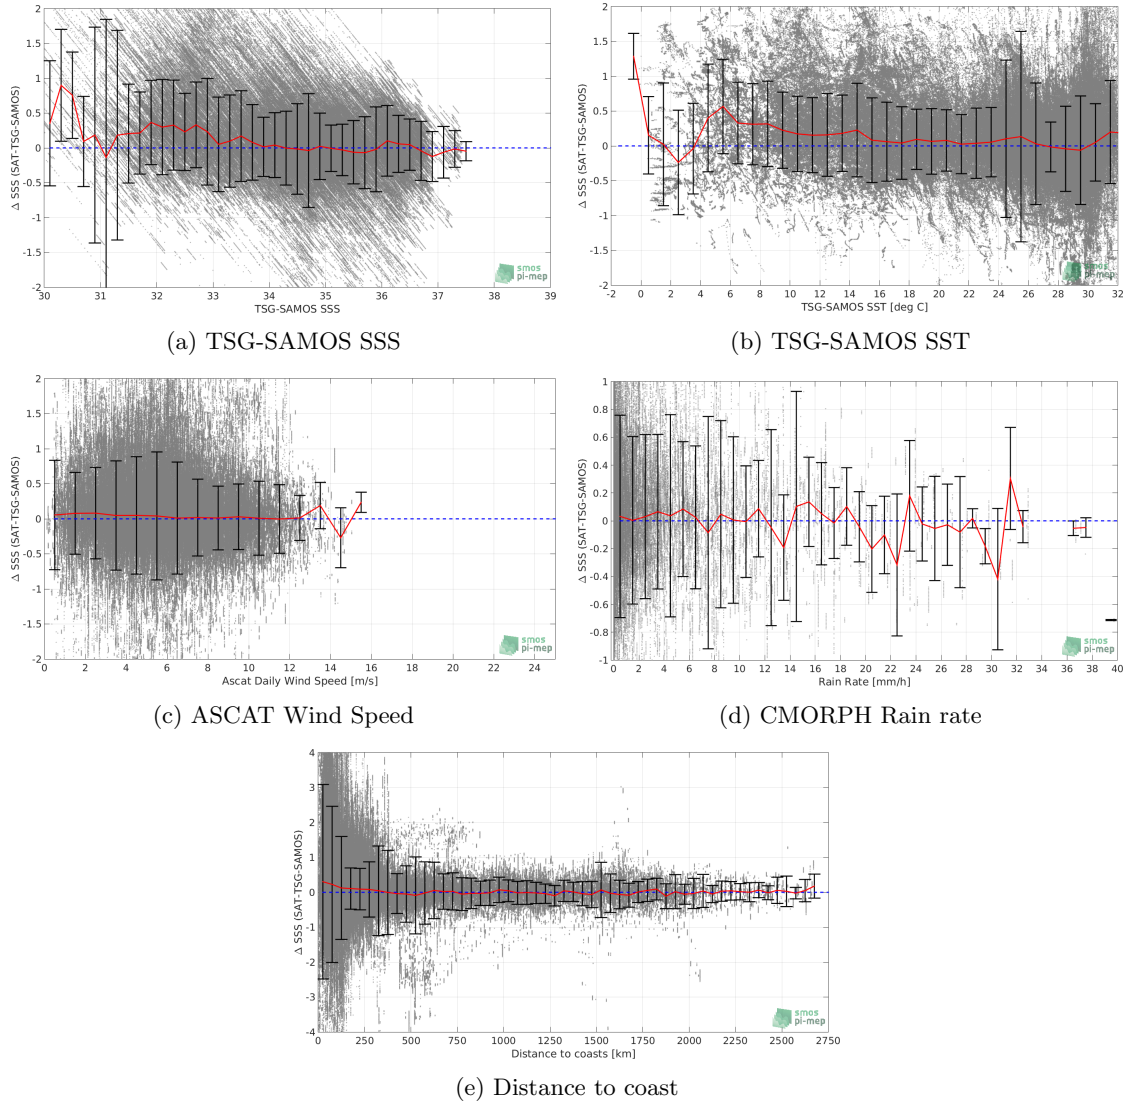 2
1.5
1
0.5
0
-0.5
-1
-1.5
-2
Δ SSS (SAT-TSG-SAMOS)
30 31 32 33 34 35 36 37 38 39
TSG-SAMOS SSS
smos
pi-mep
(a) TSG-SAMOS SSS
2
1.5
1
0.5
0
-0.5
-1
-1.5
-2
Δ SSS (SAT-TSG-SAMOS)
-2 0 2 4 6 8 10 12 14 16 18 20 22 24 26 28 30 32
TSG-SAMOS SST [deg C]
smos
pi-mep
(b) TSG-SAMOS SST
2
1.5
1
0.5
0
-0.5
-1
-1.5
-2
Δ SSS (SAT-TSG-SAMOS)
0 2 4 6 8 10 12 14 16 18 20 22 24
Ascat Daily Wind Speed [m/s]
smos
pi-mep
(c) ASCAT Wind Speed
1
0.8
0.6
0.4
0.2
0
-0.2
-0.4
-0.6
-0.8
-1
Δ SSS (SAT-TSG-SAMOS)
0 2 4 6 8 10 12 14 16 18 20 22 24 26 28 30 32 34 36 38 40
Rain Rate [mm/h]
smos
pi-mep
(d) CMORPH Rain rate
4
3
2
1
0
-1
-2
-3
-4
Δ SSS (SAT-TSG-SAMOS)
0 250 500 750 1000 1250 1500 1750 2000 2250 2500 2750
Distance to coasts [km]
smos
pi-mep
(e) Distance to coast